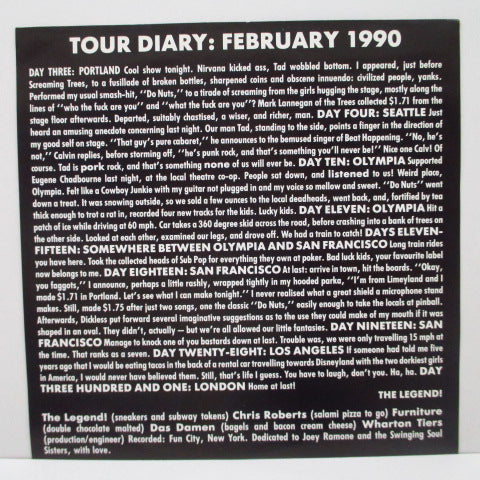 TOUR DIARY: FEBRUARY 1990
DAY THREE: PORTLAND Cool show tonight. Nirvana kicked ass, Tad wobbled bottom. I appeared, just before
Screaming Trees, to a fusillade of broken bottles, sharpened coins and obscene innuendo: civilized people, yanks.
Performed my usual smash-hit, "Do Nuts," to a tirade of screaming from the girls hugging the stage, mostly along the
lines of "who the fuck are you" and "what the fuck are you"? Mark Lannegan of the Trees collected $1.71 from the
stage floor afterwards. Departed, suitably chastised, a wiser, and richer, man. DAY FOUR: SEATTLE Just
heard an amusing anecdote concerning last night. Our man Tad, standing to the side, points a finger in the direction of
my good self on stage. "That guy's pure cabaret," he announces to the bemused singer of Beat Happening. "No, he's
not," Calvin replies, before storming off, "he's punk rock, and that's something you'll never be!" Nice one Calv! Of
course. Tad is pork rock, and that's something none of us will ever be. DAY TEN: OLYMPIA Supported
Eugene Chadbourne last night, at the local theatre co-opt. People sat down, and listened to us! Weird place,
Olympia. Felt like a Cowboy Junkie with my guitar not plugged in and my voice so mellow and sweet. "Do Nuts" went
down a treat. It was snowing outside, so we sold a few ounces to the local deadheads, went back, and, fortified by tea
thick enough to trot a rat in, recorded four new tracks for the kids. Lucky kids. DAY ELEVEN: OLYMPIA Hit a
patch of ice while driving at 60 mph. Car takes a 360 degree skid across the road, before crashing into a bank of trees on
the other side. Looked at each other, examined our legs, and drove off. We had a train to catch! DAYS ELEVEN-
FIFTEEN: SOMEWHERE BETWEEN OLYMPIA AND SAN FRANCISCO Long train rides
you have here. Took the collected heads of Sub Pop for everything they own at poker. Bad luck kids, your favourite label
now belongs to me. DAY EIGHTEEN: SAN FRANCISCO At last: arrive in town, hit the boards. "Okay,
you faggots," I announce, perhaps a little rashly, wrapped tightly in my hooded parka, "I'm from Limeyland and I
made $1.71 in Portland. Let's see what I can make tonight." I never realised what a great shield a microphone stand
makes. Still, made $1.75 after just two songs, one the classic "Do Nuts," easily enough to take the locals at pinball.
Afterwards, Dickless put forward several imaginative suggestions as to the use they could make of my mouth if it was
shaped in an oval. They didn't, actually — but we're all allowed our little fantasies. DAY NINETEEN: SAN
FRANCISCO Manage to knock one of you bastards down at last. Trouble was, we were only travelling 15 mph at
the time. That ranks as a seven. DAY TWENTY-EIGHT: LOS ANGELES If someone had told me five
years ago that I would be eating tacos in the back of a rental car travelling towards Disneyland with the two darkiest girls
in America, I would never have believed them. Still, that's life I guess. You have to laugh, don't you. Ha, ha. DAY
THREE HUNDRED AND ONE: LONDON Home at last!
THE LEGEND!
The Legend! (sneakers and subway tokens) Chris Roberts (salami pizza to go) Furniture
(double chocolate malted) Das Damen (bagels and bacon cream cheese) Wharton Tiers
(production/engineer) Recorded: Fun City, New York. Dedicated to Joey Ramone and the Swinging Soul
Sisters, with love.